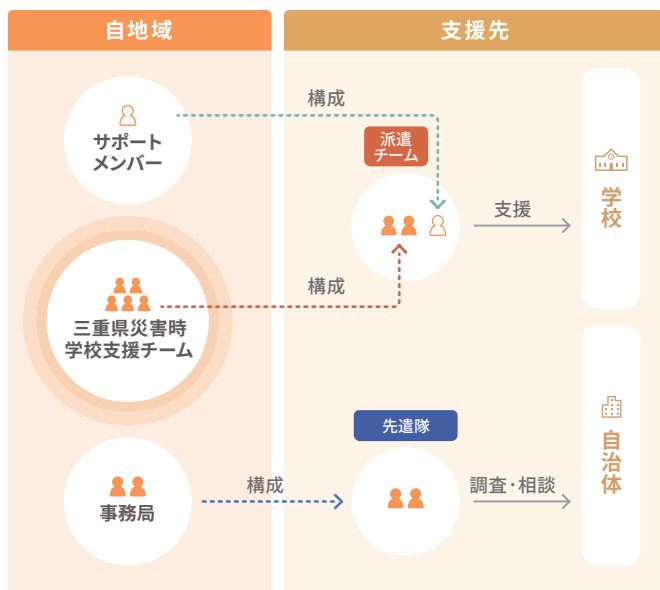 自地域
サポート
メンバー
三重県災害時
学校支援チーム
事務局
支援先
構成
派遣
チーム
支援
学校
構成
先遣隊
構成
調査・相談
自治体